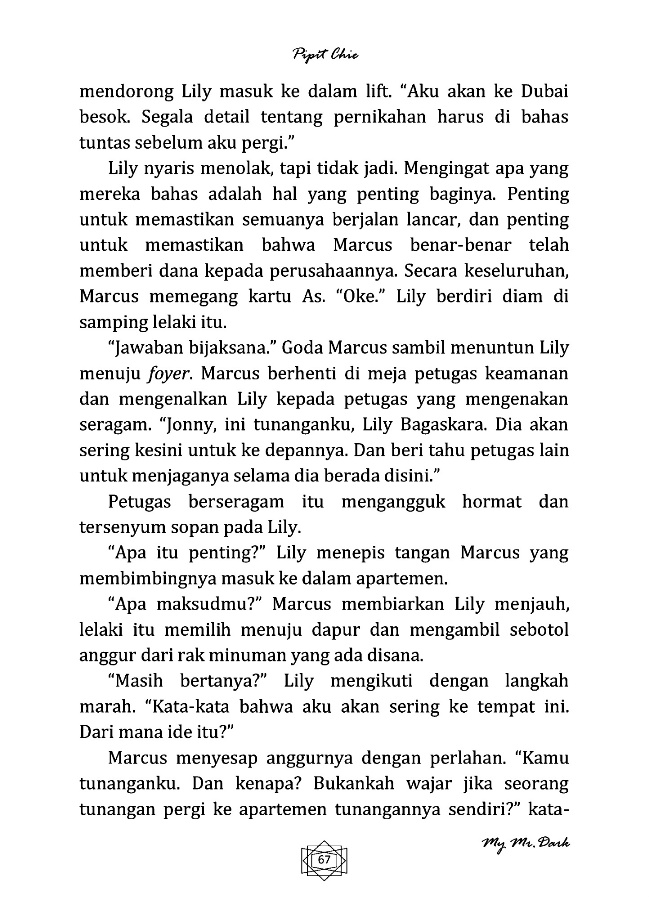 Pipit Chie
mendorong Lily masuk ke dalam lift. “Aku akan ke Dubai
besok. Segala detail tentang pernikahan harus di bahas
tuntas sebelum aku pergi.”
Lily nyaris menolak, tapi tidak jadi. Mengingat apa yang
mereka bahas adalah hal yang penting baginya. Penting
untuk memastikan semuanya berjalan lancar, dan penting
untuk memastikan bahwa Marcus benar-benar telah
memberi dana kepada perusahaannya. Secara keseluruhan,
Marcus memegang kartu As. “Oke.” Lily berdiri diam di
samping lelaki itu.
“Jawaban bijaksana.” Goda Marcus sambil menuntun Lily
menuju foyer. Marcus berhenti di meja petugas keamanan
dan mengenalkan Lily kepada petugas yang mengenakan
seragam. “Jonny, ini tunanganku, Lily Bagaskara. Dia akan
sering kesini untuk ke depannya. Dan beri tahu petugas lain
untuk menjaganya selama dia berada disini.”
Petugas berseragam itu mengangguk hormat dan
tersenyum sopan pada Lily.
“Apa itu penting?” Lily menepis tangan Marcus yang
membimbingnya masuk ke dalam apartemen.
“Apa maksudmu?” Marcus membiarkan Lily menjauh,
lelaki itu memilih menuju dapur dan mengambil sebotol
anggur dari rak minuman yang ada disana.
“Masih bertanya?” Lily mengikuti dengan langkah
marah. “Kata-kata bahwa aku akan sering ke tempat ini.
Dari mana ide itu?”
Marcus menyesap anggurnya dengan perlahan. “Kamu
tunanganku. Dan kenapa? Bukankah wajar jika seorang
tunangan pergi ke apartemen tunangannya sendiri?” kata-
My Mr. Dark
67